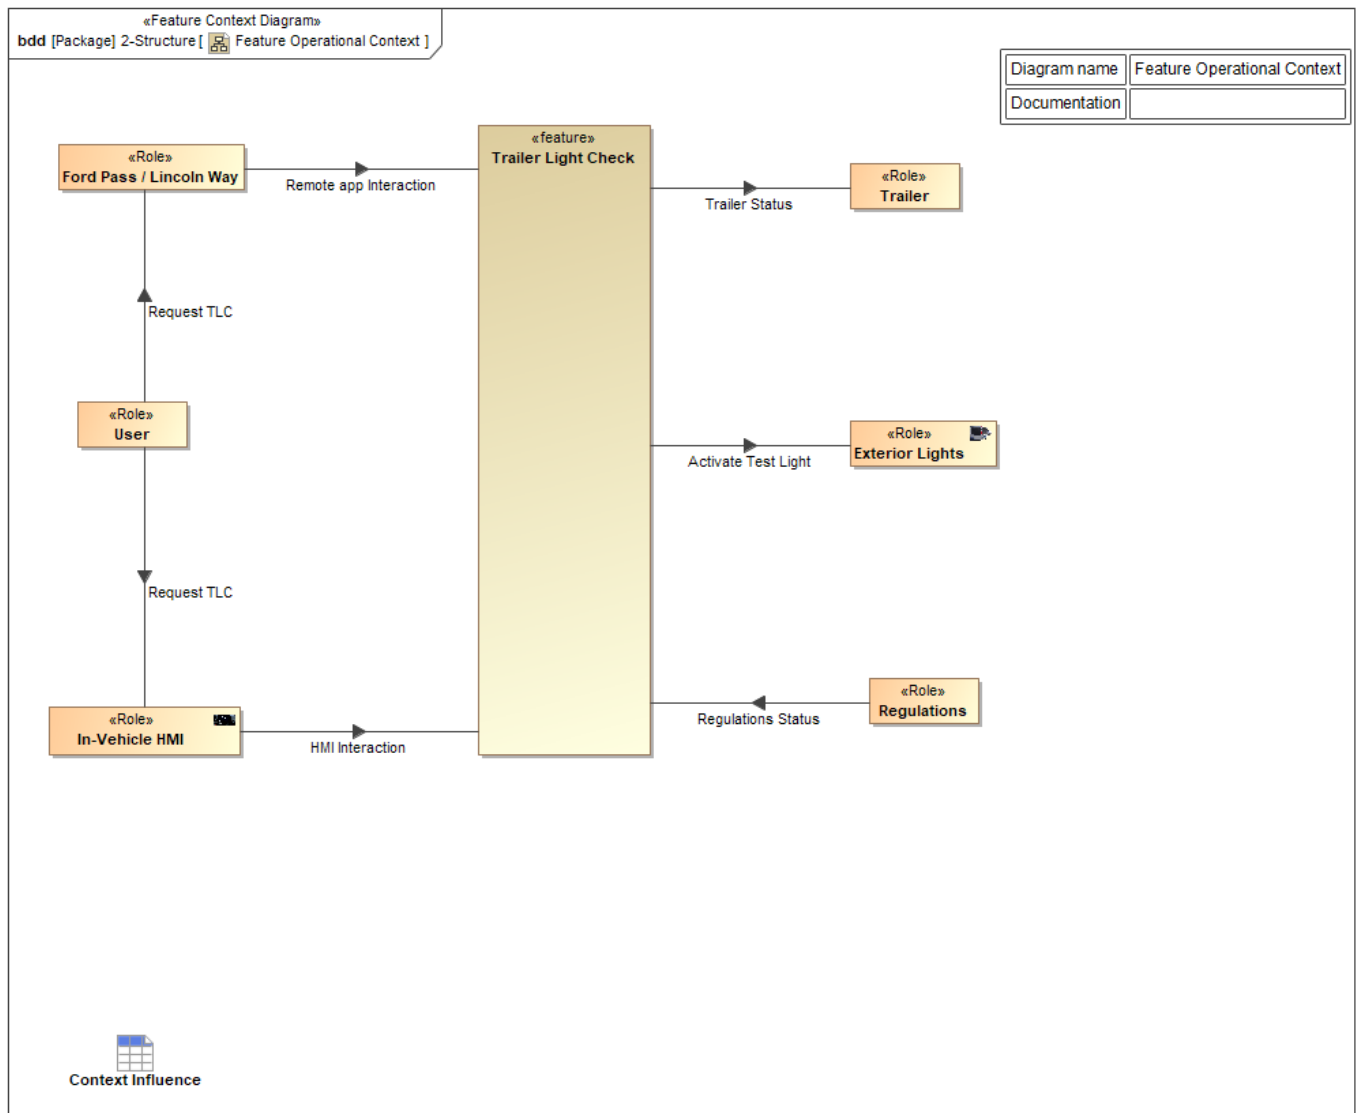 «Feature Context Diagram»
bdd [Package] 2-Structure [ Feature Operational Context ]
Diagram name Feature Operational Context
Documentation
«Role»
Ford Pass / Lincoln Way
Remote app Interaction
«feature»
Trailer Light Check
Trailer Status
«Role»
Trailer
Request TLC
«Role»
User
Activate Test Light
«Role»
Exterior Lights
Request TLC
«Role»
In-Vehicle HMI
HMI Interaction
Regulations Status
«Role»
Regulations
Context Influence